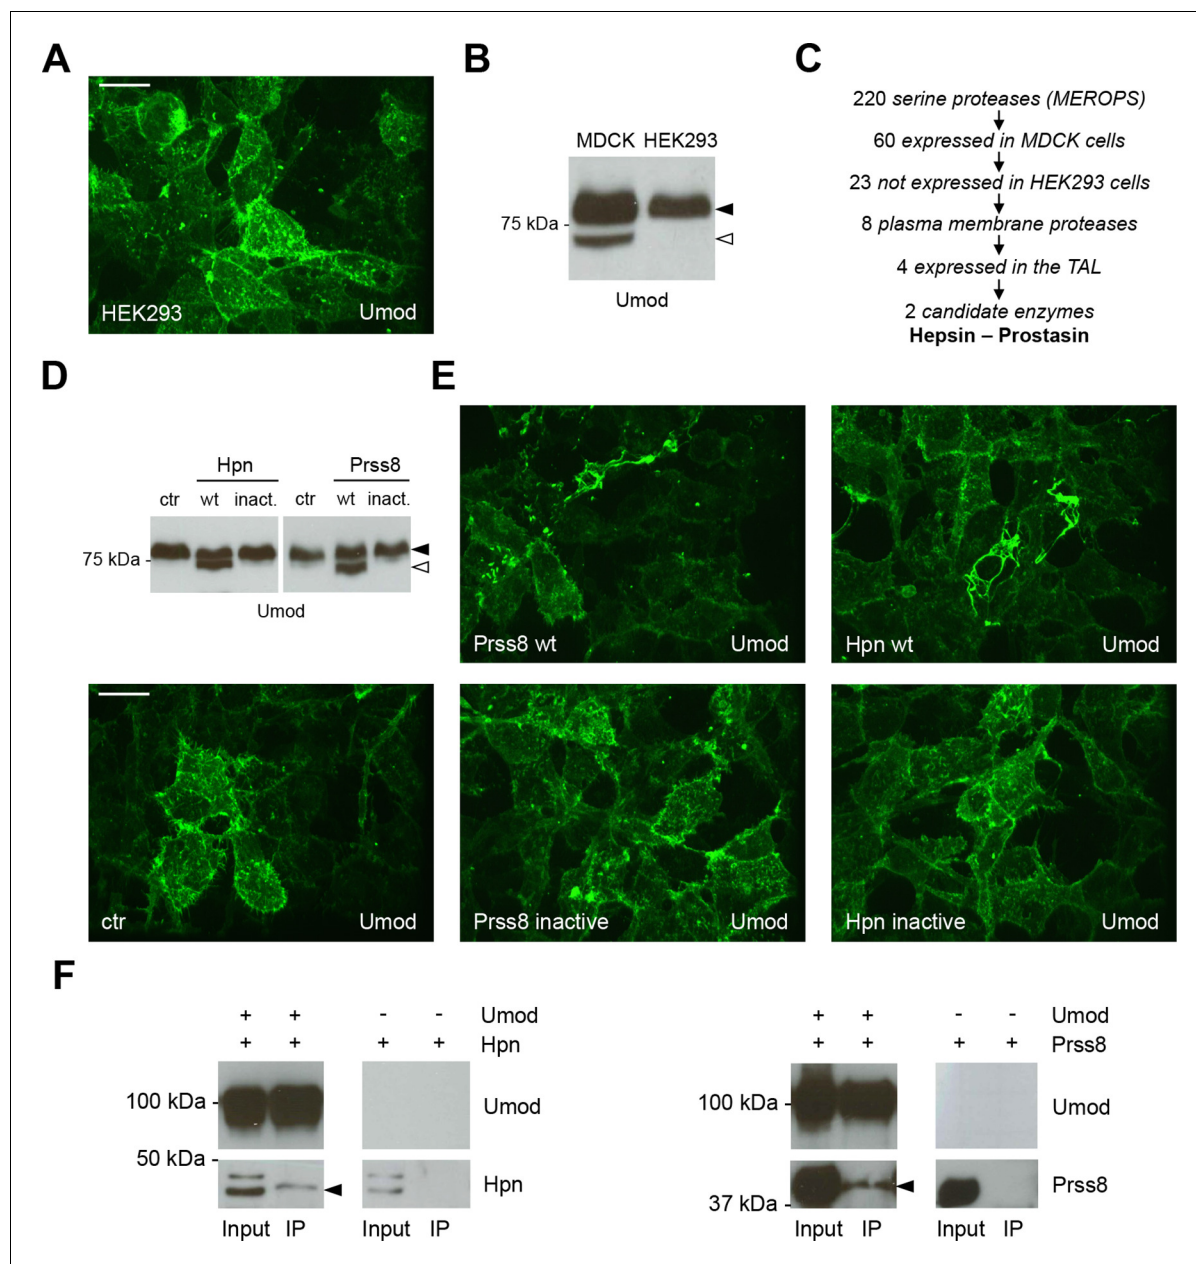 A
HEK293
Umod
B
MDCK HEK293
75 kDa -
Umod
C
220 serine proteases (MEROPS)
60 expressed in MDCK cells
23 not expressed in HEK293 cells
8 plasma membrane proteases
4 expressed in the TAL
2 candidate enzymes
Hepsin – Prostasin
D
Hpn
Prss8
ctr wt inact. ctr wt inact.
75 kDa -
Umod
E
Prss8 wt
Umod
Hpn wt
Umod
ctr
Umod
Prss8 inactive
Umod
Hpn inactive
Umod
F
+ + - - Umod
+ + + + Hpn
100 kDa -
Umod
50 kDa -
Hpn
Input IP
Input IP
+ + - - Umod
+ + + + Prss8
100 kDa -
Umod
Prss8
37 kDa -
Input IP
Input IP